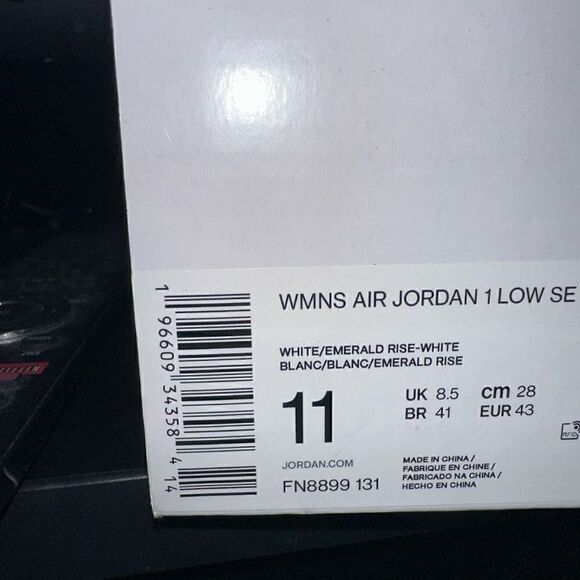 WMNS AIR JORDAN 1 LOW SE
WHITE/EMERALD RISE-WHITE
BLANC/BLANC/EMERALD RISE
11
UK 8.5 cm 28
BR 41 EUR 43
JORDAN.COM
FN8899 131
MADE IN CHINA /
FABRIQUE EN CHINE /
FABRICADO NA CHINA /
HECHO EN CHINA
RFID
1 96609 34358 414